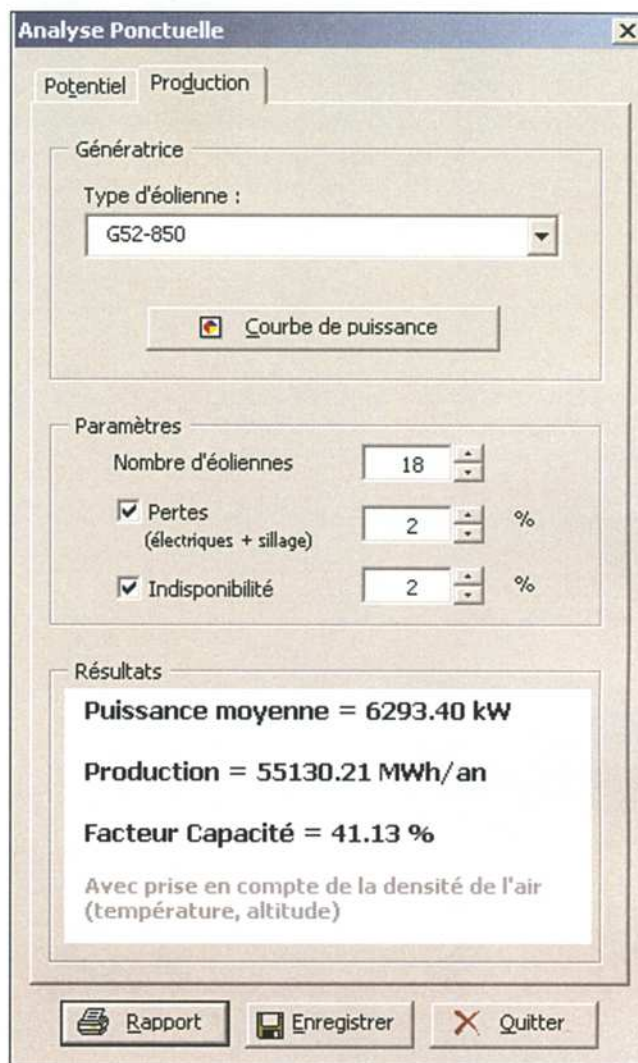 Analyse Ponctuelle
Potentiel Production
Génératrice
Type d'éolienne :
G52-850
Courbe de puissance
Paramètres
Nombre d'éoliennes 18
Pertes 2 %
(électriques + sillage)
Indisponibilité 2 %
Résultats
Puissance moyenne = 6293.40 kW
Production = 55130.21 MWh/an
Facteur Capacité = 41.13 %
Avec prise en compte de la densité de l'air
(température, altitude)
Rapport Enregistrer Quitter